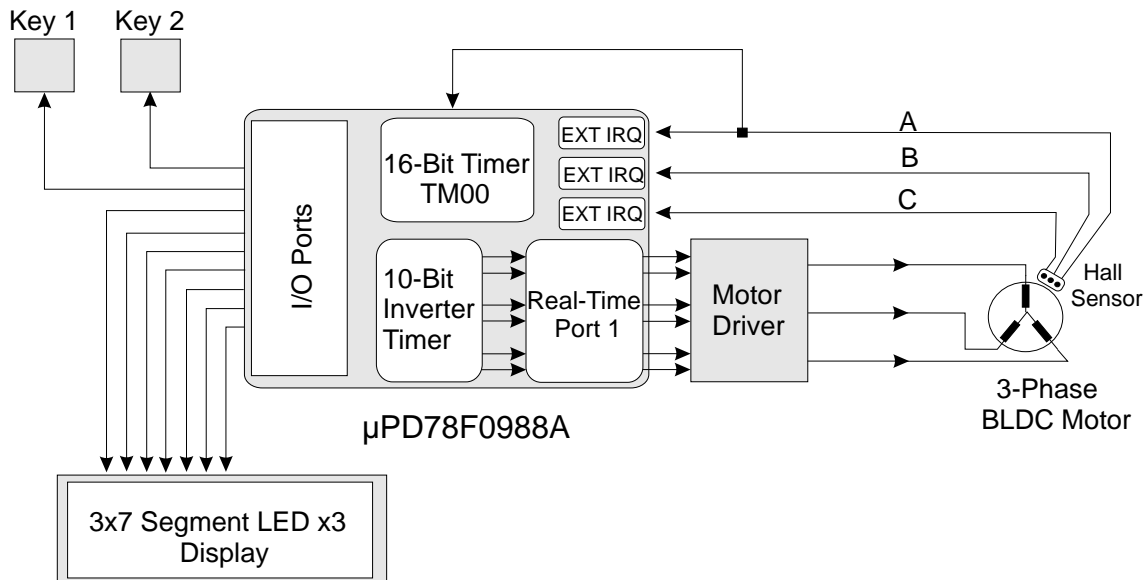 Key 1
Key 2
A
B
C
EXT IRQ
EXT IRQ
EXT IRQ
16-Bit Timer
TM00
I/O Ports
10-Bit
Inverter
Timer
Real-Time
Port 1
Motor
Driver
Hall
Sensor
3-Phase
BLDC Motor
µPD78F0988A
3x7 Segment LED x3
Display